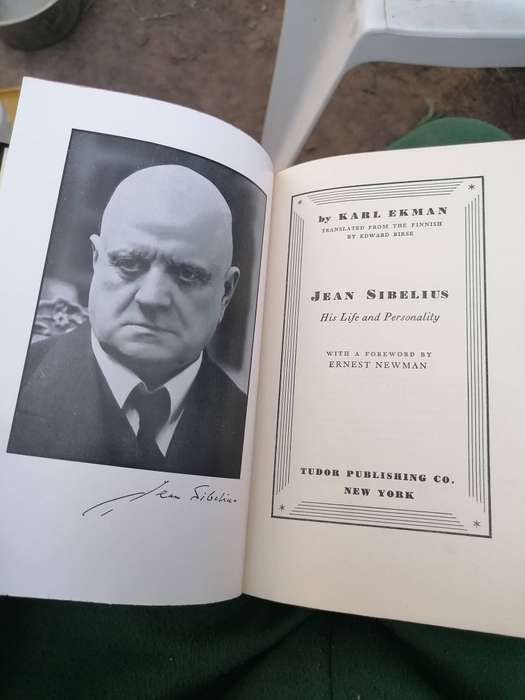 Jean Sibelius
by KARL EKMAN
TRANSLATED FROM THE FINNISH
BY EDWARD BIRSE
JEAN SIBELIUS
His Life and Personality
WITH A FOREWORD BY
ERNEST NEWMAN
TUDOR PUBLISHING CO.
NEW YORK